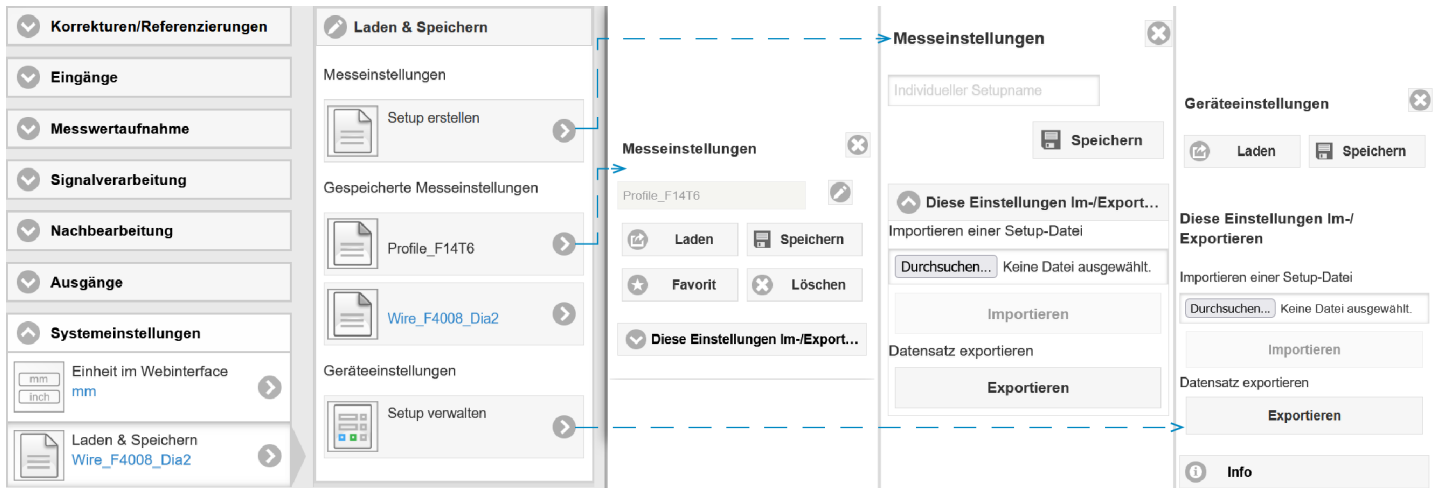 Korrekturen/Referenzierungen
Eingänge
Messwertaufnahme
Signalverarbeitung
Nachbearbeitung
Ausgänge
Systemeinstellungen
mm
inch
Einheit im Webinterface
mm
Laden & Speichern
Wire_F4008_Dia2
Laden & Speichern
Messeinstellungen
Setup erstellen
Gespeicherte Messeinstellungen
Profile_F14T6
Wire_F4008_Dia2
Geräteeinstellungen
Setup verwalten
Messeinstellungen
Profile_F14T6
Laden
Speichern
Favorit
Löschen
Diese Einstellungen Im-/Export...
Messeinstellungen
Individueller Setupname
Speichern
Diese Einstellungen Im-/Export...
Importieren einer Setup-Datei
Durchsuchen... Keine Datei ausgewählt.
Importieren
Datensatz exportieren
Exportieren
Geräteeinstellungen
Laden
Speichern
Diese Einstellungen Im-/
Exportieren
Importieren einer Setup-Datei
Durchsuchen... Keine Datei ausgewählt.
Importieren
Datensatz exportieren
Exportieren
Info